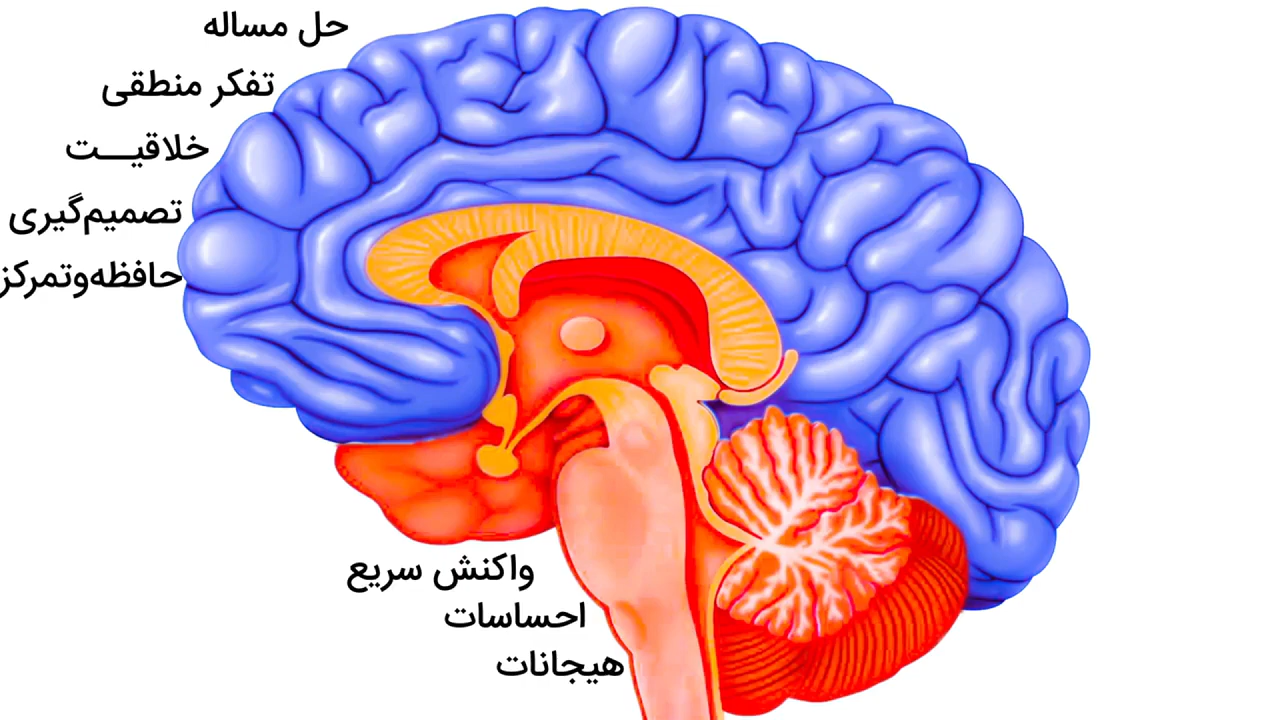 حل مساله
تفکر منطقی
خلاقیــت
تصمیم‌گیری
حافظه‌وتمرکز
واکنش سریع
احساسات
هیجانات